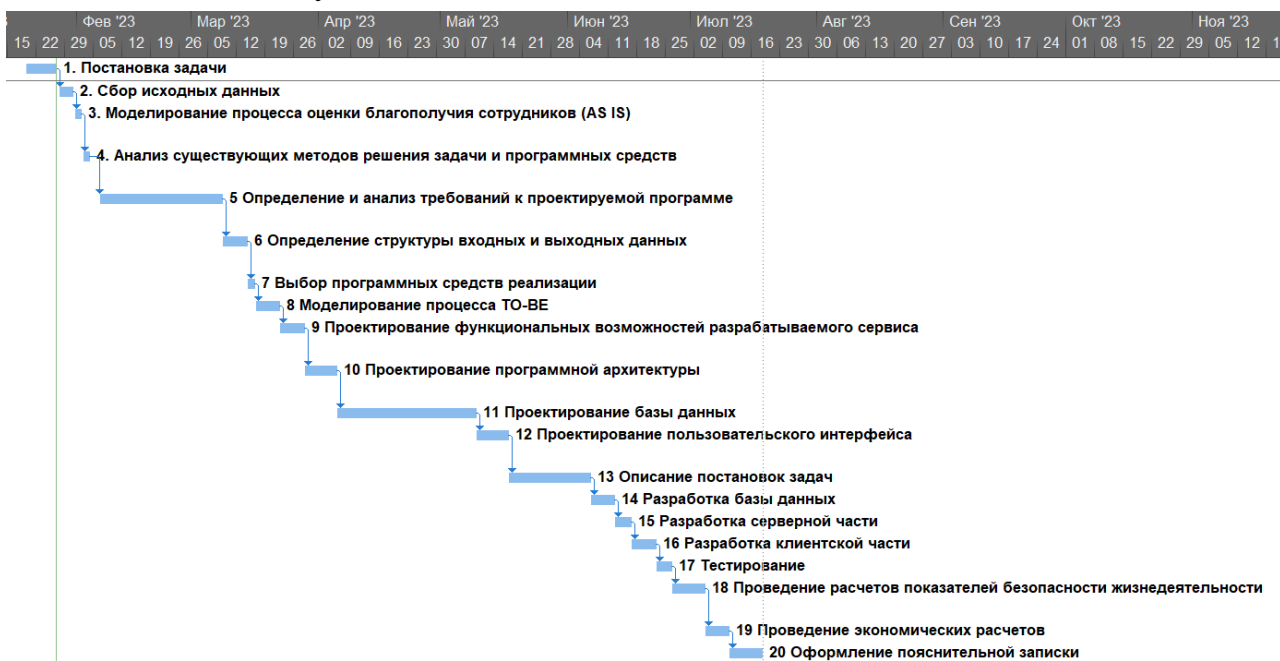 Фев '23 Мар '23 Апр '23 Май '23 Июн '23 Июл '23 Авг '23 Сен '23 Окт '23 Ноя '23
15 22 29 05 12 19 26 05 12 19 26 02 09 16 23 30 07 14 21 28 04 11 18 25 02 09 16 23 30 06 13 20 27 03 10 17 24 01 08 15 22 29 05 12
1. Постановка задачи
2. Сбор исходных данных
3. Моделирование процесса оценки благополучия сотрудников (AS IS)
4. Анализ существующих методов решения задачи и программных средств
5 Определение и анализ требований к проектируемой программе
6 Определение структуры входных и выходных данных
7 Выбор программных средств реализации
8 Моделирование процесса TO-BE
9 Проектирование функциональных возможностей разрабатываемого сервиса
10 Проектирование программной архитектуры
11 Проектирование базы данных
12 Проектирование пользовательского интерфейса
13 Описание постановок задач
14 Разработка базы данных
15 Разработка серверной части
16 Разработка клиентской части
17 Тестирование
18 Проведение расчетов показателей безопасности жизнедеятельности
19 Проведение экономических расчетов
20 Оформление пояснительной записки